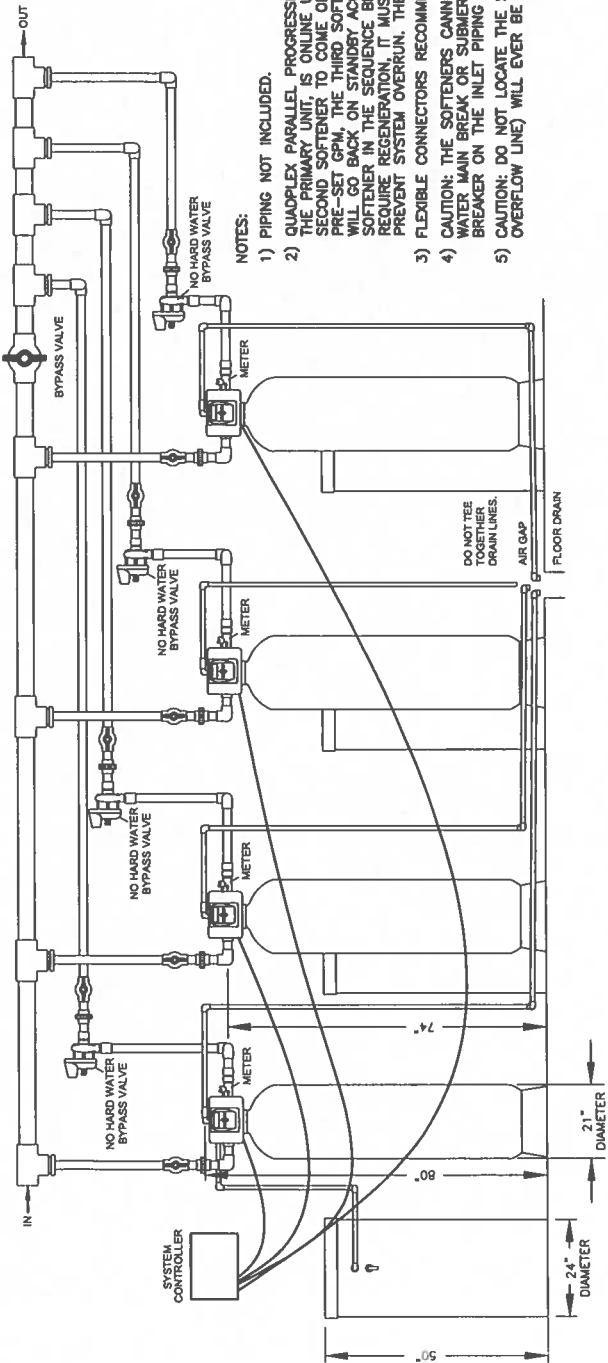 OUT
IN
BYPASS VALVE
NO HARD WATER
BYPASS VALVE
NO HARD WATER
BYPASS VALVE
NO HARD WATER
BYPASS VALVE
NO HARD WATER
BYPASS VALVE
METER
METER
METER
METER
SYSTEM
CONTROLLER
80"
74"
50"
24"
DIAMETER
21"
DIAMETER
DO NOT TEE
TOGETHER
DRAIN LINES.
AIR GAP
FLOOR DRAIN
NOTES:
1) PIPING NOT INCLUDED.
2) QUADPLEX PARALLEL PROGRESSI
THE PRIMARY UNIT, IS ONLINE
SECOND SOFTENER TO COME
PRE-SET GPM, THE THIRD SOFT
WILL GO BACK ON STANDBY ACC
SOFTENER IN THE SEQUENCE
REQUIRE REGENERATION, IT MUS
PREVENT SYSTEM OVERRUN. THE
3) FLEXIBLE CONNECTORS RECOMM
4) CAUTION: THE SOFTENERS CANN
WATER MAIN BREAK OR SUBMER
BREAKER ON THE INLET PIPING
5) CAUTION: DO NOT LOCATE THE
OVERFLOW LINE) WILL EVER BE